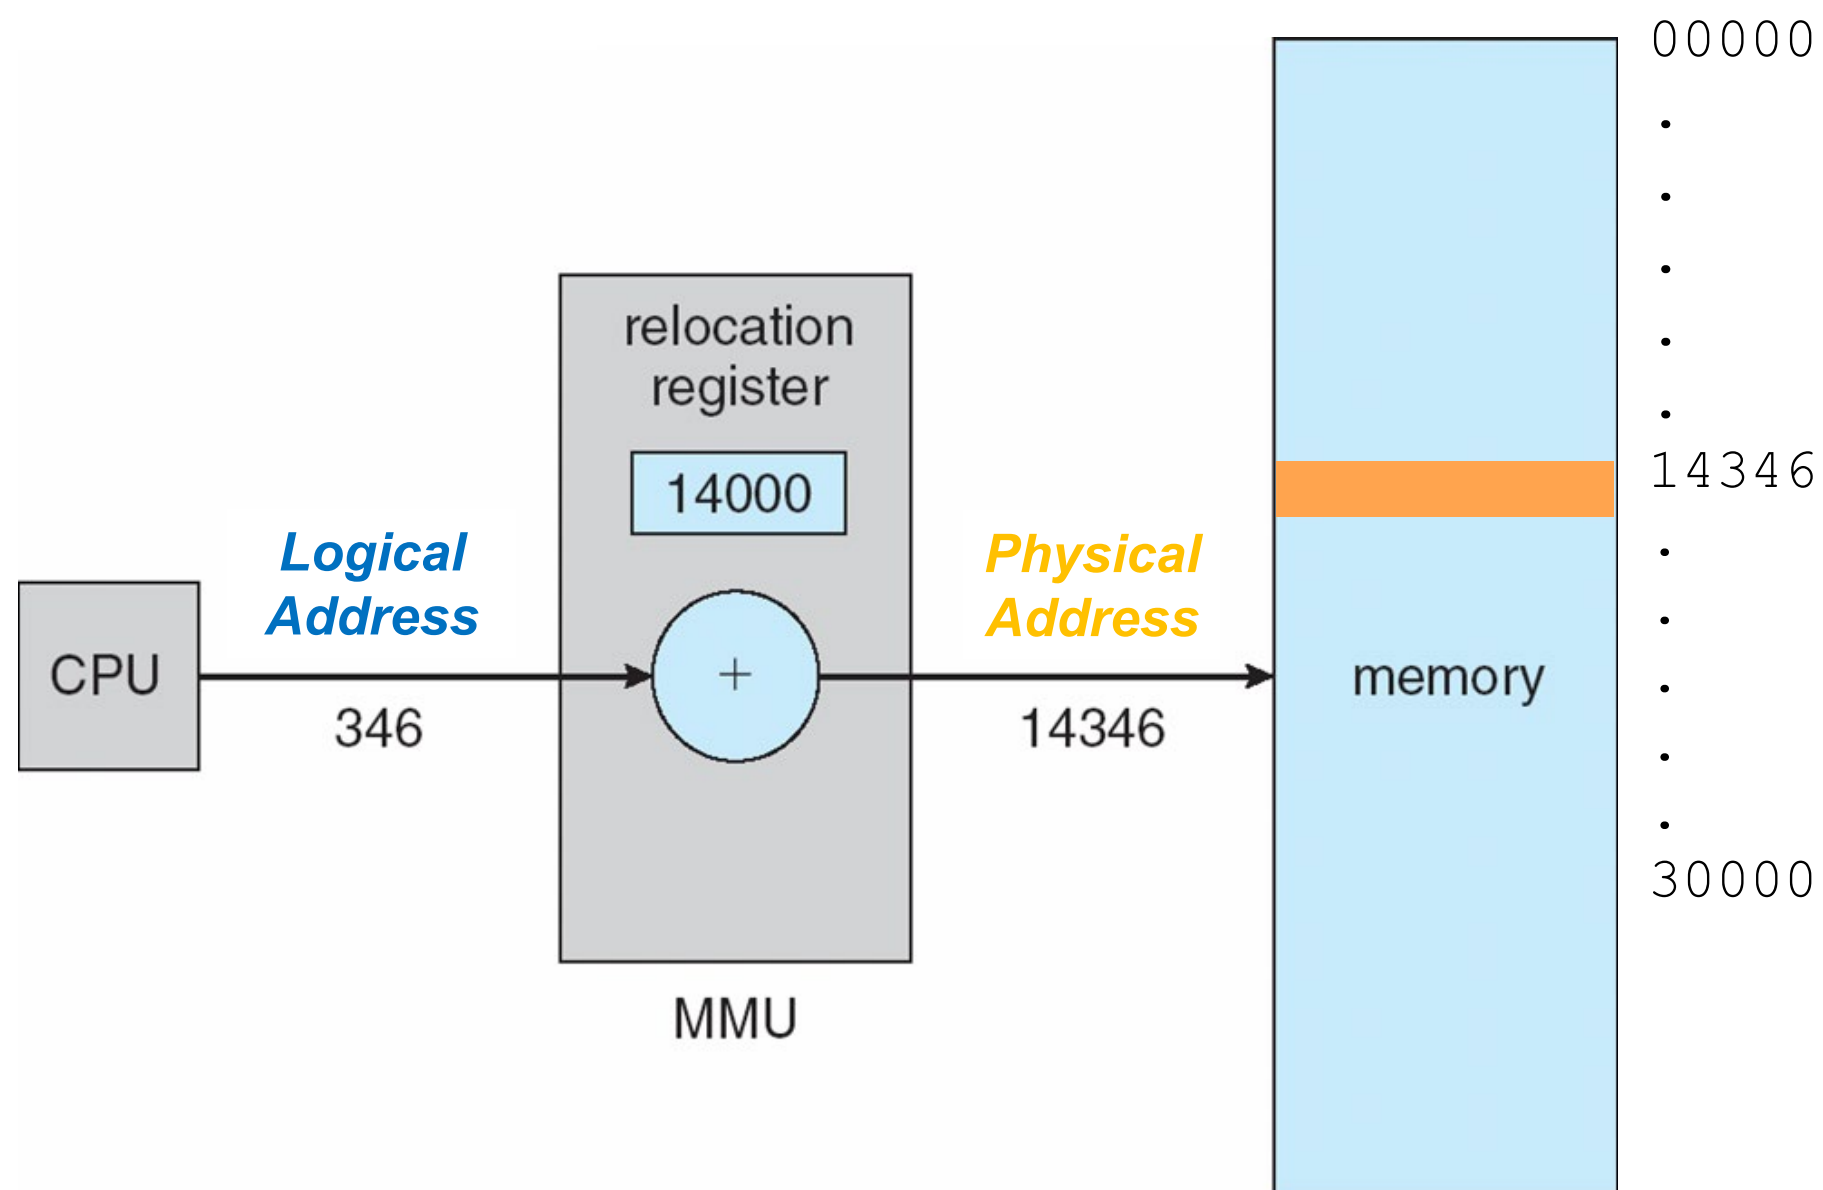 00000
.
.
.
.
.
relocation
register
14000
14346
Logical
Address
Physical
Address
.
.
.
.
.
CPU
+
memory
346
14346
30000
MMU